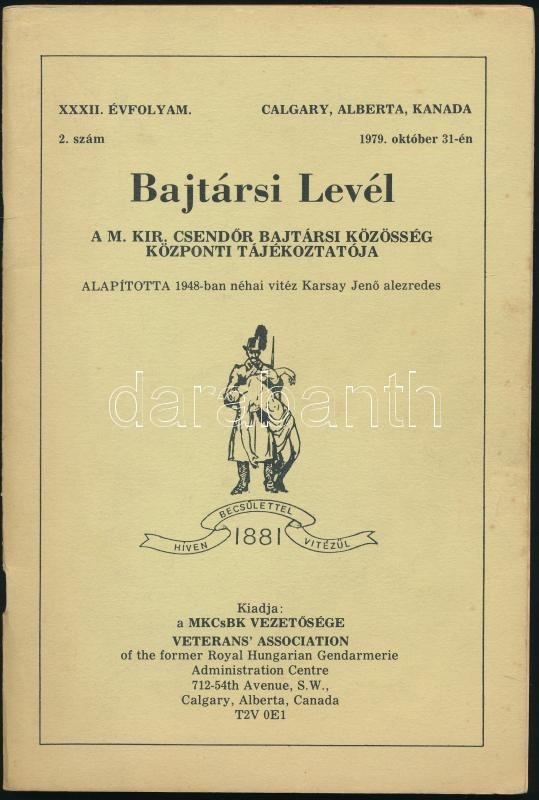 XXXII. ÉVFOLYAM. CALGARY, ALBERTA, KANADA
2. szám 1979. október 31-én
Bajtársi Levél
A M. KIR. CSENDŐR BAJTÁRSI KÖZÖSSÉG
KÖZPONTI TÁJÉKOZTATÓJA
ALAPÍTOTTA 1948-ban néhai vitéz Karsay Jenő alezredes
darabanth
BECSÜLETTEL
HÍVEN 1881 VITÉZÜL
Kiadja:
a MKCsBK VEZETŐSÉGE
VETERANS' ASSOCIATION
of the former Royal Hungarian Gendarmerie
Administration Centre
712-54th Avenue, S.W.,
Calgary, Alberta, Canada
T2V 0E1